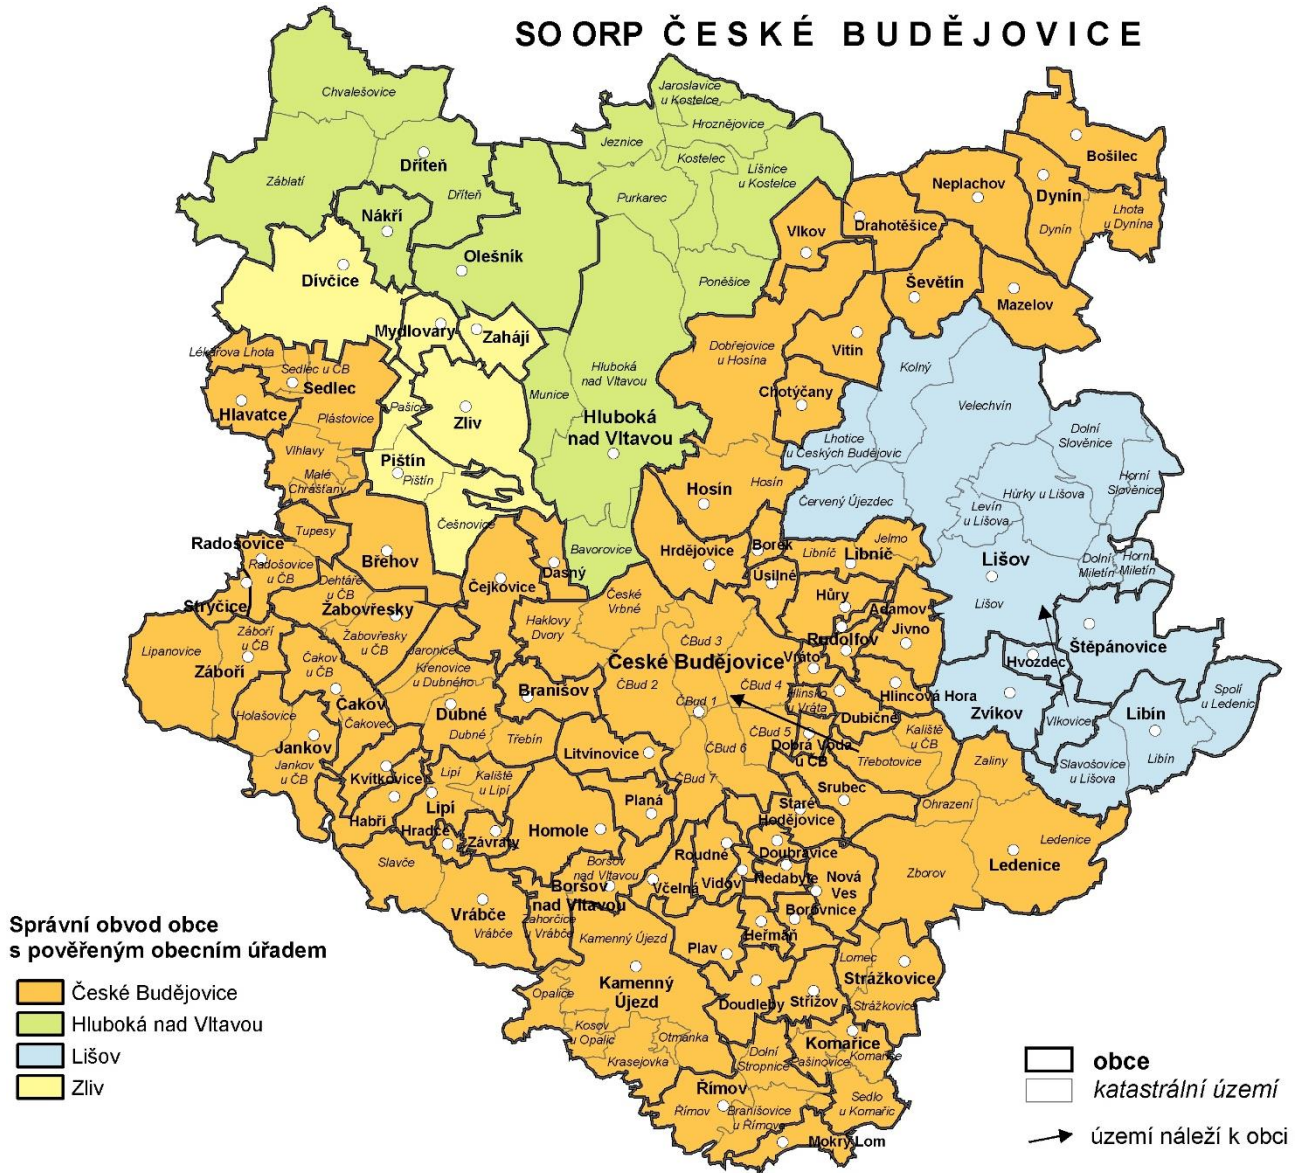 SO ORP ČESKÉ BUDĚJOVICE
Chvalešovice
Jaroslavice
u Kostelce
Hroznějovice
Jeznice
Kostelec
Líšnice
u Kostelce
Bošilec
Dříteň
Záblatí
Dříteň
Purkarec
Neplachov
Dynín
Lhota
u Dynína
Dynín
Nákří
Vlkov
Drahotěšice
Olešník
Poněšice
Ševětín
Mazelov
Dívčice
Mydlovary
Zahájí
Dobřejovice
u Hosína
Vitín
Lékařova Lhota
Sedlec u ČB
Sedlec
Hluboká
nad Vltavou
Kolný
Hlavatce
Plástovice
Pašice
Zliv
Munice
Hluboká
nad Vltavou
Chotýčany
Velechvín
Dolní
Slověnice
Lhotice
u Českých Budějovic
Vlhlavy
Malé
Chrášťany
Pištín
Pištín
Hosín
Hosín
Červený Újezdec
Hůrky u Lišova
Horní
Slověnice
Levín
u Lišova
Tupesy
Češnovice
Bavorovice
Hrdějovice
Borek
Libníč
Jelmo
Libníč
Radošovice
Radošovice
u ČB
Břehov
Čejkovice
Dasný
Úsilné
Lišov
Dolní
Miletín
Horní
Miletín
Stryčice
Dehtáře
u ČB
Žabovřesky
České
Vrbné
Hůry
Adamov
Lišov
Lipanovice
Záboří
u ČB
Záboří
Žabovřesky
u ČB
Haklovy
Dvory
ČBud 3
Rudolfov
Jivno
Štěpánovice
Čakov
u ČB
Jaronice
Křenovice
u Dubného
České Budějovice
Vráto
Hvozdec
ČBud 2
ČBud 4
Hlinsko
u Vráta
Hlincová Hora
Čakov
Branišov
Zvíkov
Spolí
u Ledenic
Holašovice
Čakovec
Dubné
Dubné
Třebín
ČBud 1
ČBud 5
Dubičné
Kaliště
u ČB
Vlkovice
Libín
Jankov
Jankov
u ČB
Litvinovice
ČBud 6
Dobrá Voda
u ČB
Třebotovice
Zaliny
Slavošovice
u Lišova
Libín
Kvítkovice
Lipí
Kaliště
u Lipí
ČBud 7
Srubec
Ohrazení
Habří
Lipí
Planá
Staré
Hodějovice
Hradce
Závraty
Homole
Doubravice
Ledenice
Ledenice
Slavče
Boršov
nad Vltavou
Roudné
Nedabyle
Nová
Ves
Zborov
Boršov
nad Vltavou
Včelná
Vidov
Vrábče
Vrábče
Zahorčice
u Vrábče
Borovnice
Heřmaň
Kamenný Újezd
Plav
Lomec
Strážkovice
Strážkovice
Kamenný
Újezd
Opalice
Doudleby
Střížov
Kosov
u Opalic
Otmanka
Komařice
Komařice
Krasejovka
Dolní
Stropnice
Pašinovice
Římov
Římov
Branišovice
u Římova
Sedlo
u Komařic
Mokrý Lom
Správní obvod obce
s pověřeným obecním úřadem
České Budějovice
Hluboká nad Vltavou
Lišov
Zliv
obce
katastrální území
území náleží k obci